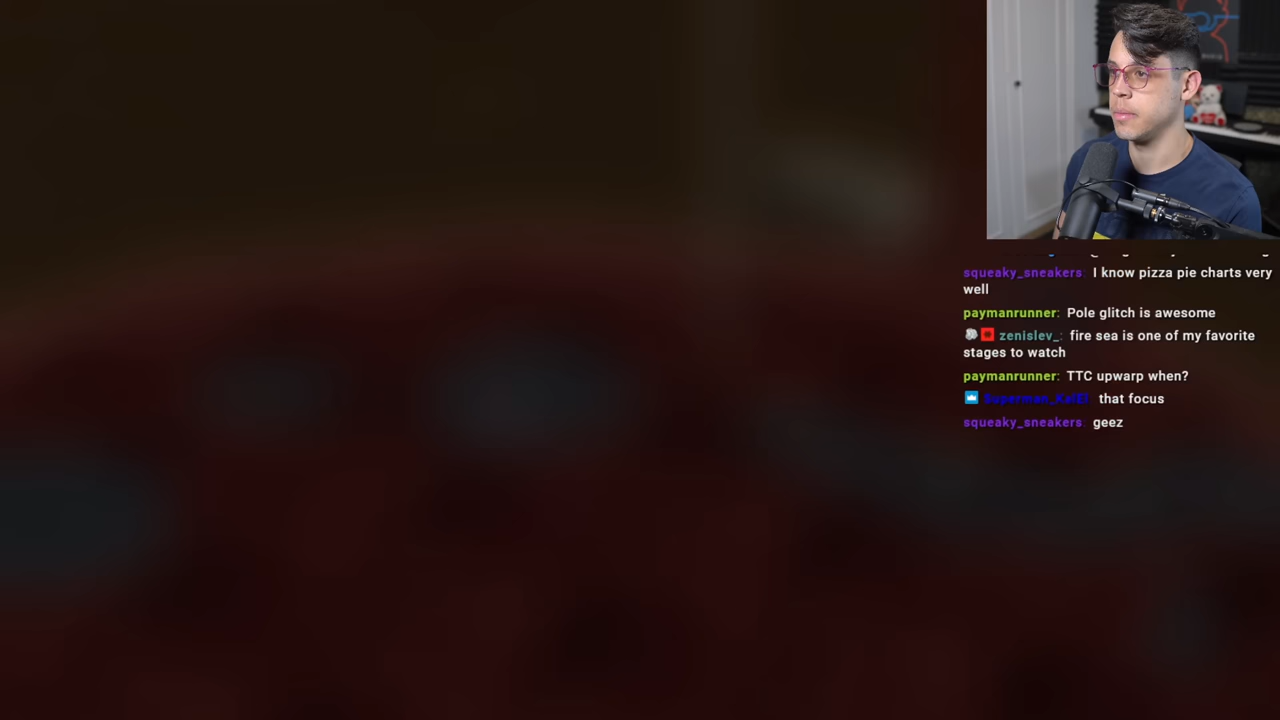 squeaky_sneakers: I know pizza pie charts very
well
paymanrunner: Pole glitch is awesome
zenislev_: fire sea is one of my favorite
stages to watch
paymanrunner: TTC upwarp when?
Superman_KalEl: that focus
squeaky_sneakers: geez